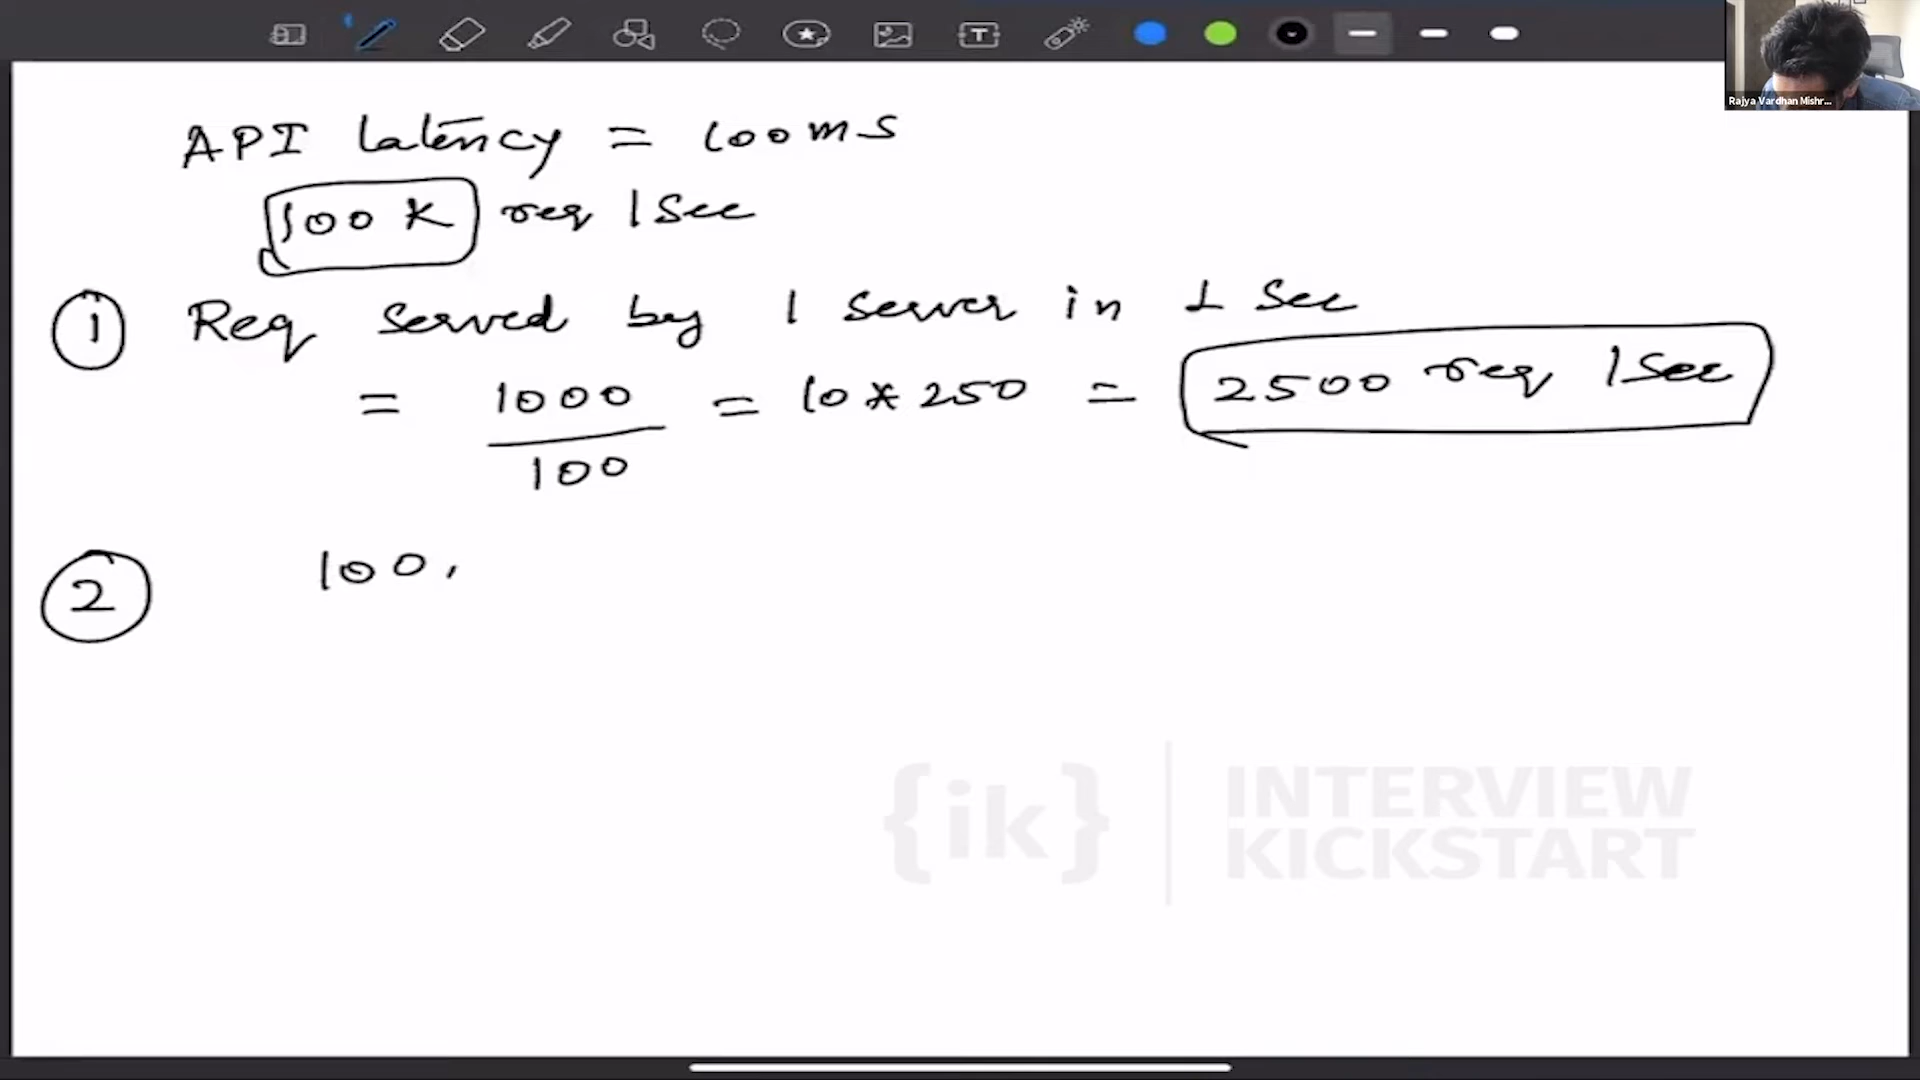 Rajya Vardhan Mishr...
API latency = 100ms
100 K req /Sec
① Req served by 1 server in 1 Sec
= 1000 / 100 = 10 * 250 = 2500 req /Sec
② 100,
{ik} | INTERVIEW
KICKSTART